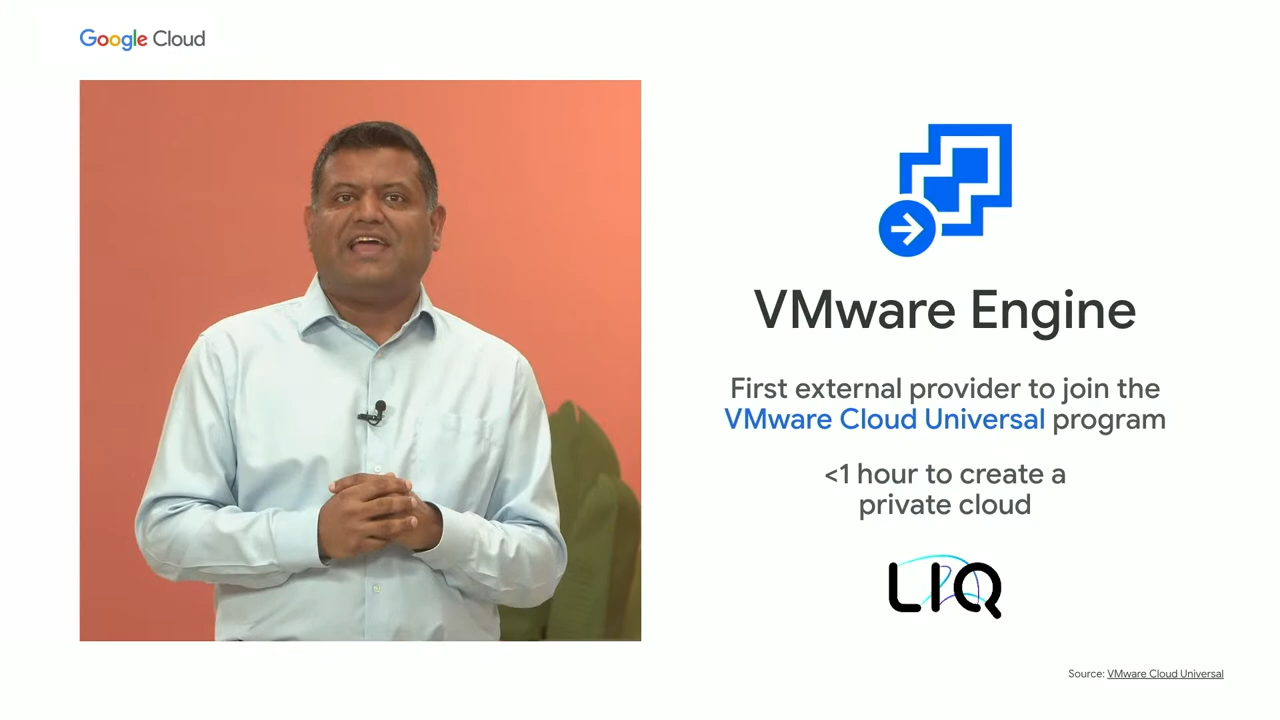 Google Cloud
VMware Engine
First external provider to join the
VMware Cloud Universal program
<1 hour to create a
private cloud
LIQ
Source: VMware Cloud Universal